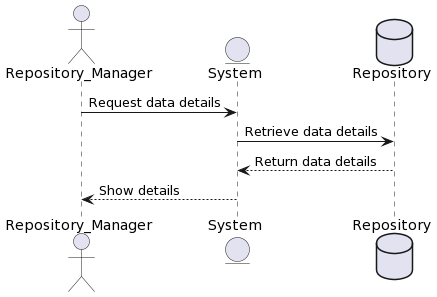 Repository_Manager System Repository
Request data details
Retrieve data details
Return data details
Show details
Repository_Manager System Repository